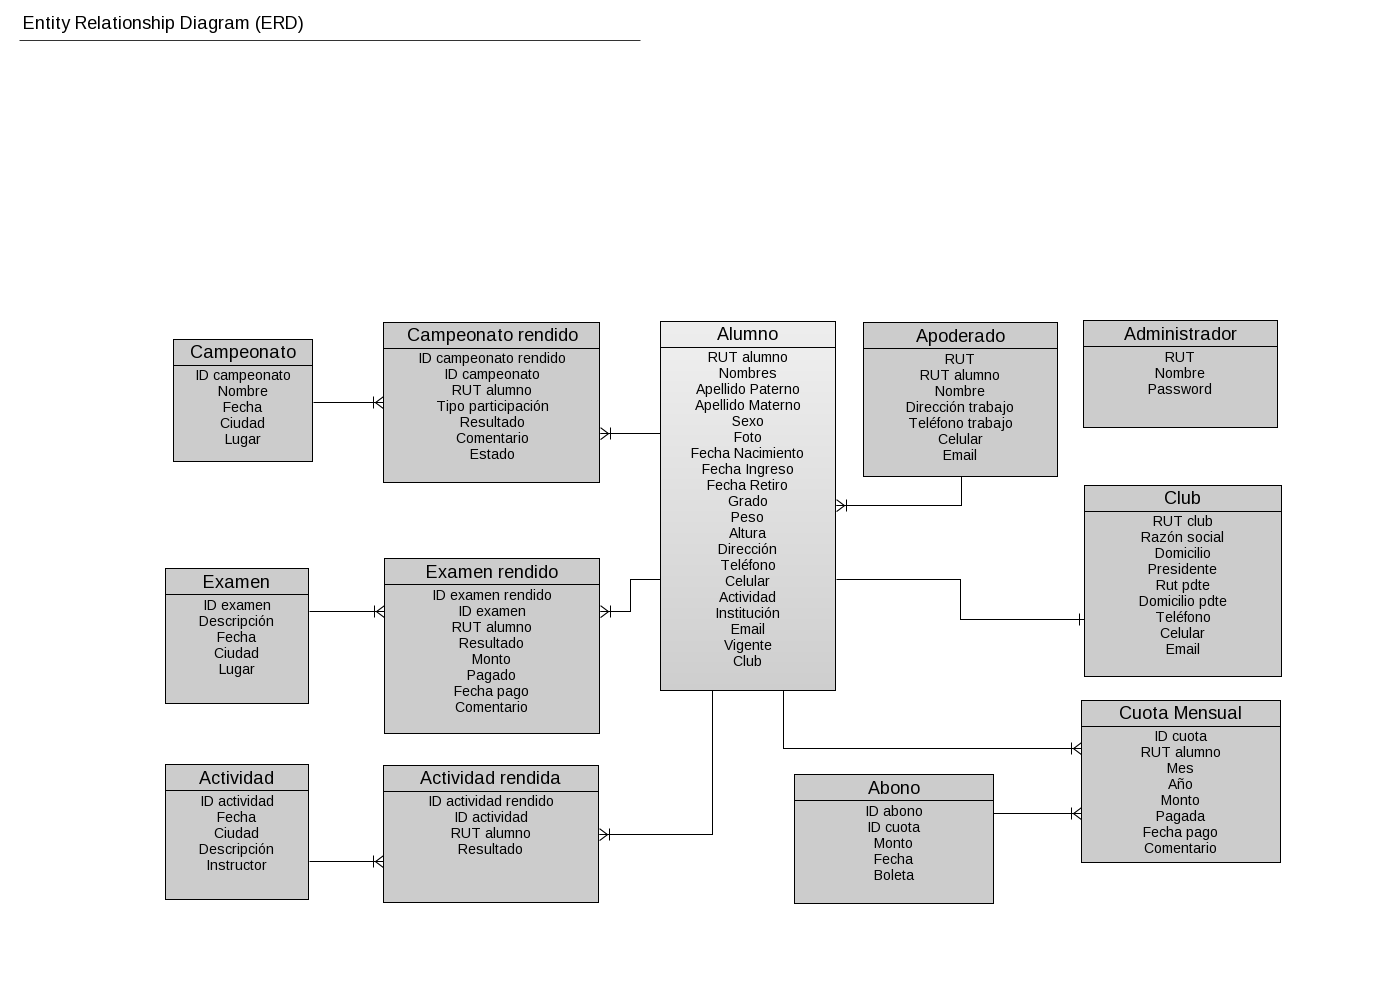 Entity Relationship Diagram (ERD)
Campeonato
ID campeonato
Nombre
Fecha
Ciudad
Lugar
Campeonato rendido
ID campeonato rendido
ID campeonato
RUT alumno
Tipo participación
Resultado
Comentario
Estado
Alumno
RUT alumno
Nombres
Apellido Paterno
Apellido Materno
Sexo
Foto
Fecha Nacimiento
Fecha Ingreso
Fecha Retiro
Grado
Peso
Altura
Dirección
Teléfono
Celular
Actividad
Institución
Email
Vigente
Club
Apoderado
RUT
RUT alumno
Nombre
Dirección trabajo
Teléfono trabajo
Celular
Email
Administrador
RUT
Nombre
Password
Club
RUT club
Razón social
Domicilio
Presidente
Rut pdte
Domicilio pdte
Teléfono
Celular
Email
Examen
ID examen
Descripción
Fecha
Ciudad
Lugar
Examen rendido
ID examen rendido
ID examen
RUT alumno
Resultado
Monto
Pagado
Fecha pago
Comentario
Cuota Mensual
ID cuota
RUT alumno
Mes
Año
Monto
Pagada
Fecha pago
Comentario
Actividad
ID actividad
Fecha
Ciudad
Descripción
Instructor
Actividad rendida
ID actividad rendido
ID actividad
RUT alumno
Resultado
Abono
ID abono
ID cuota
Monto
Fecha
Boleta